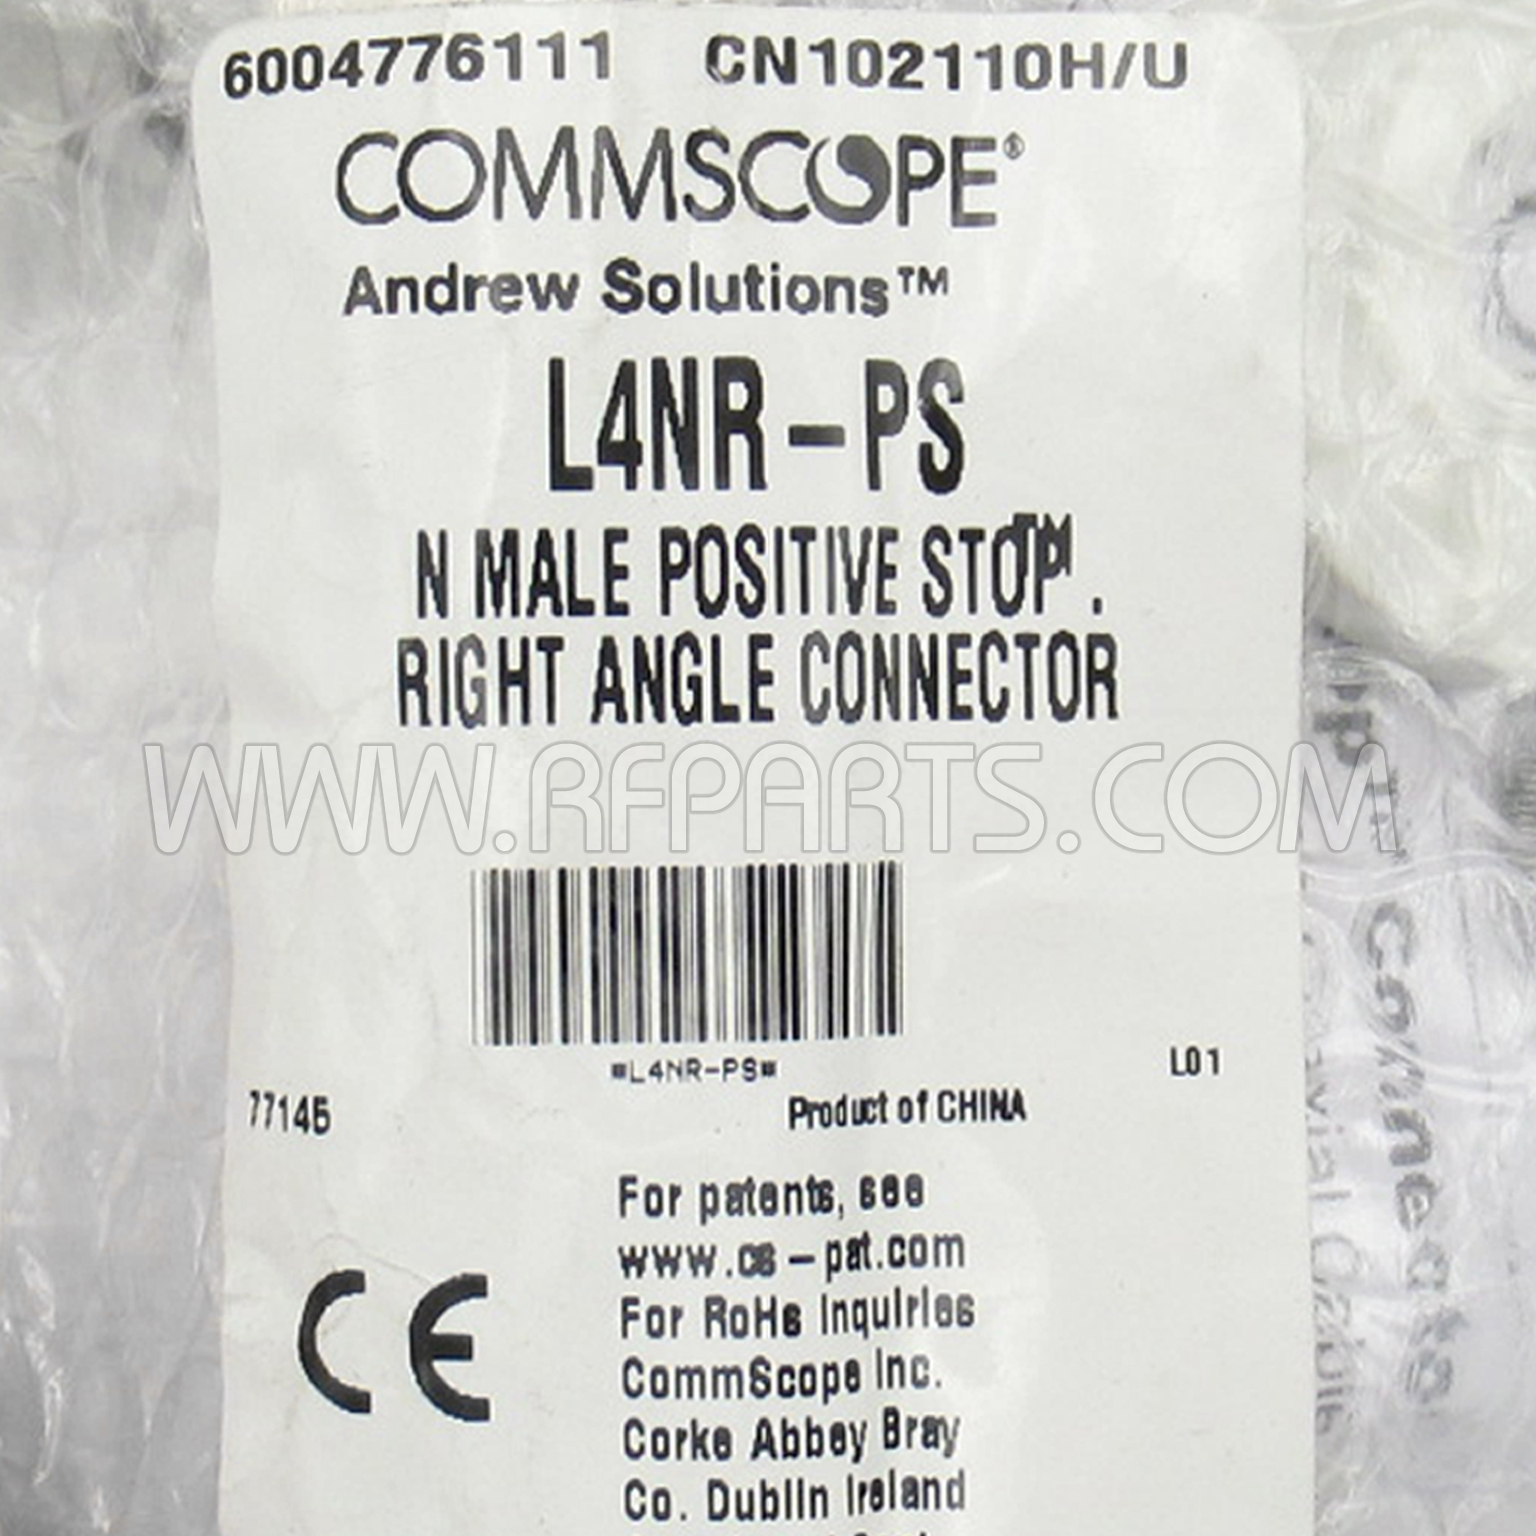 6004776111 CN102110H/U
COMMSCOPE®
Andrew Solutions™
L4NR-PS
N MALE POSITIVE STOP™.
RIGHT ANGLE CONNECTOR
WWW.RFPARTS.COM
*L4NR-PS*
L01
77145
Product of CHINA
For patents, see
www.cs-pat.com
For RoHs Inquiries
CommScope Inc.
Corke Abbey Bray
Co. Dublin Ireland
Connects